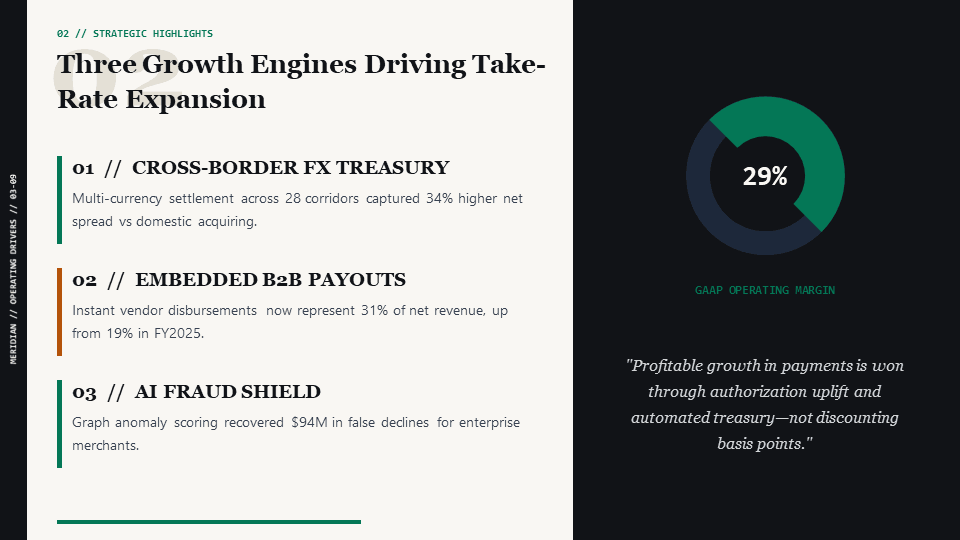 MERIDIAN // OPERATING DRIVERS // 03-09
02 // STRATEGIC HIGHLIGHTS
02
Three Growth Engines Driving Take-
Rate Expansion
01 // CROSS-BORDER FX TREASURY
Multi-currency settlement across 28 corridors captured 34% higher net
spread vs domestic acquiring.
02 // EMBEDDED B2B PAYOUTS
Instant vendor disbursements now represent 31% of net revenue, up
from 19% in FY2025.
03 // AI FRAUD SHIELD
Graph anomaly scoring recovered $94M in false declines for enterprise
merchants.
29%
GAAP OPERATING MARGIN
"Profitable growth in payments is won
through authorization uplift and
automated treasury—not discounting
basis points."